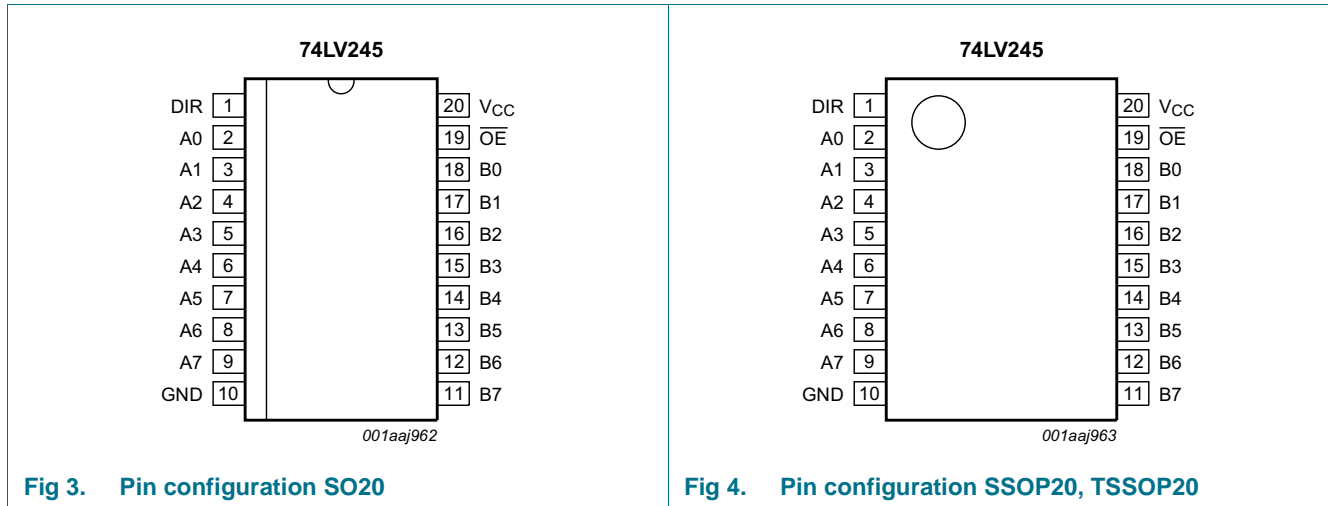 74LV245
DIR 1 20 VCC
A0 2 19 O̅E̅
A1 3 18 B0
A2 4 17 B1
A3 5 16 B2
A4 6 15 B3
A5 7 14 B4
A6 8 13 B5
A7 9 12 B6
GND 10 11 B7
001aaj962
Fig 3. Pin configuration SO20
74LV245
DIR 1 20 VCC
A0 2 19 O̅E̅
A1 3 18 B0
A2 4 17 B1
A3 5 16 B2
A4 6 15 B3
A5 7 14 B4
A6 8 13 B5
A7 9 12 B6
GND 10 11 B7
001aaj963
Fig 4. Pin configuration SSOP20, TSSOP20